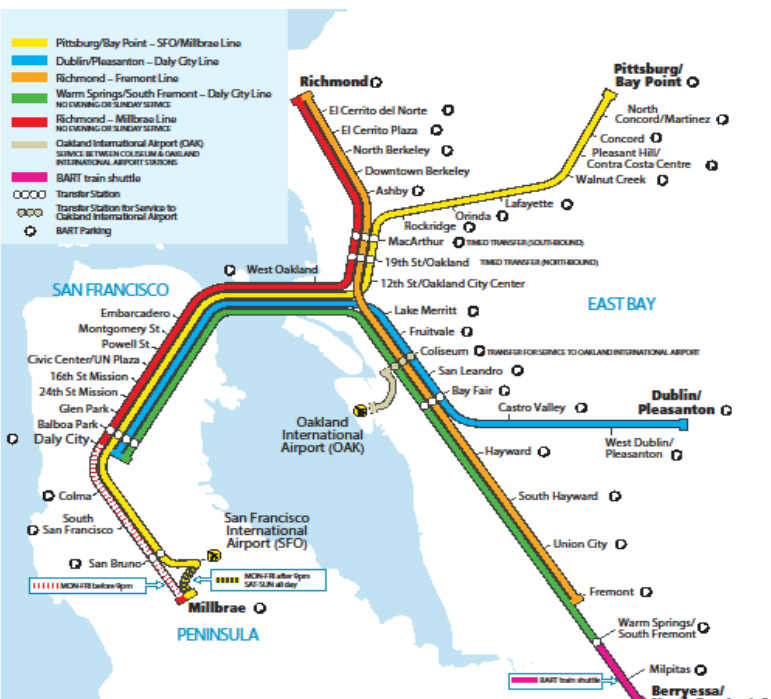 Pittsburg/Bay Point – SFO/Millbrae Line
Dublin/Pleasanton – Daly City Line
Richmond – Fremont Line
Warm Springs/South Fremont – Daly City Line
NO EVENING OR SUNDAY SERVICE
Richmond – Millbrae Line
NO EVENING OR SUNDAY SERVICE
Oakland International Airport (OAK)
SERVICE BETWEEN COLISEUM & OAKLAND
INTERNATIONAL AIRPORT STATIONS
BART train shuttle
Transfer Station
Transfer Station for Service to
Oakland International Airport
BART Parking
Richmond
El Cerrito del Norte
El Cerrito Plaza
North Berkeley
Downtown Berkeley
Ashby
Pittsburg/
Bay Point
North
Concord/Martinez
Concord
Pleasant Hill/
Contra Costa Centre
Walnut Creek
Lafayette
Orinda
Rockridge
MacArthur TIMED TRANSFER (SOUTH-BOUND)
19th St/Oakland TIMED TRANSFER (NORTH-BOUND)
12th St/Oakland City Center
West Oakland
SAN FRANCISCO
EAST BAY
Embarcadero
Montgomery St
Powell St
Civic Center/UN Plaza
16th St Mission
24th St Mission
Glen Park
Balboa Park
Daly City
Lake Merritt
Fruitvale
Coliseum TRANSFER FOR SERVICE TO OAKLAND INTERNATIONAL AIRPORT
San Leandro
Bay Fair
Castro Valley
Dublin/
Pleasanton
West Dublin/
Pleasanton
Oakland
International
Airport (OAK)
Hayward
South Hayward
Union City
Fremont
Warm Springs/
South Fremont
Milpitas
BART train shuttle
Berryessa/
Colma
South
San Francisco
San Bruno
San Francisco
International
Airport (SFO)
MON-FRI before 9pm
MON-FRI after 9pm
SAT-SUN all day
Millbrae
PENINSULA